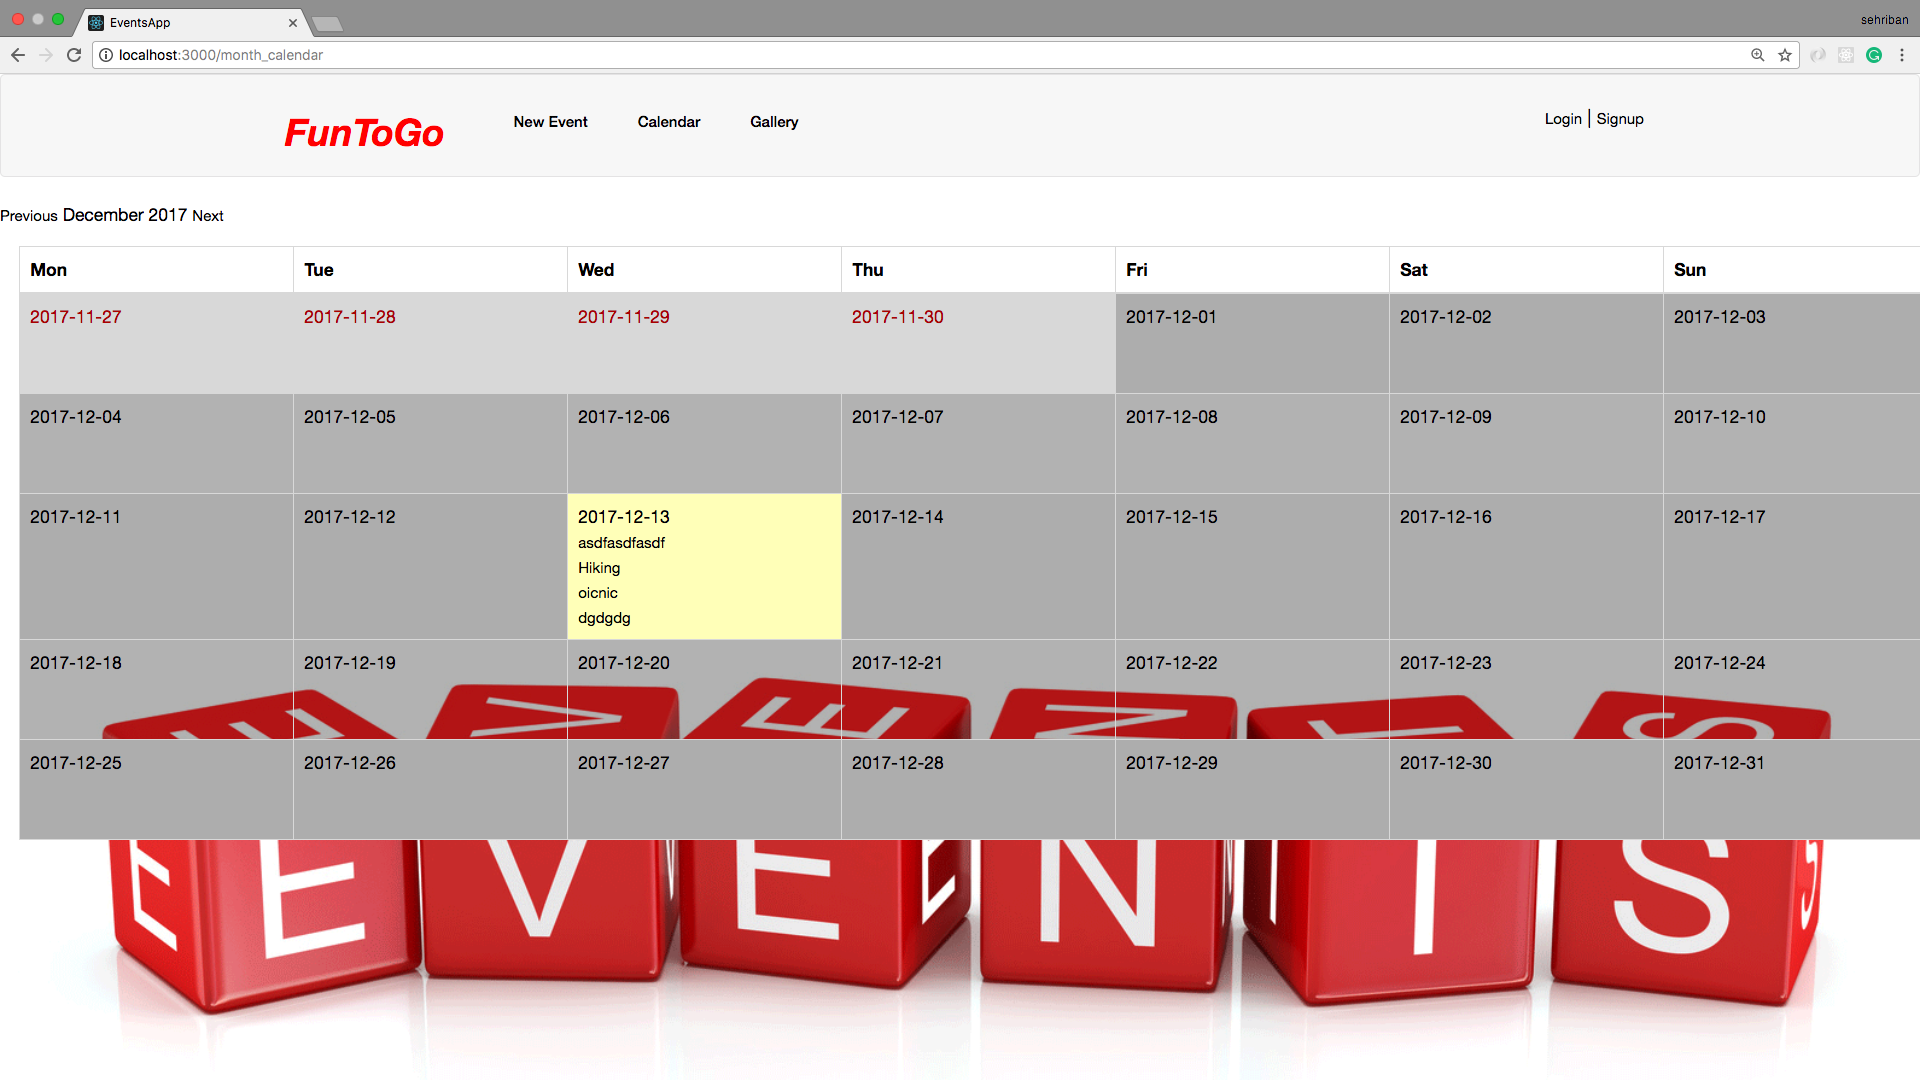 EventsApp
sehriban
localhost:3000/month_calendar
FunToGo New Event Calendar Gallery Login | Signup
Previous December 2017 Next
Mon Tue Wed Thu Fri Sat Sun
2017-11-27 2017-11-28 2017-11-29 2017-11-30 2017-12-01 2017-12-02 2017-12-03
2017-12-04 2017-12-05 2017-12-06 2017-12-07 2017-12-08 2017-12-09 2017-12-10
2017-12-11 2017-12-12 2017-12-13 2017-12-14 2017-12-15 2017-12-16 2017-12-17
asdfasdfasdf
Hiking
oicnic
dgdgdg
2017-12-18 2017-12-19 2017-12-20 2017-12-21 2017-12-22 2017-12-23 2017-12-24
2017-12-25 2017-12-26 2017-12-27 2017-12-28 2017-12-29 2017-12-30 2017-12-31
EVENTS